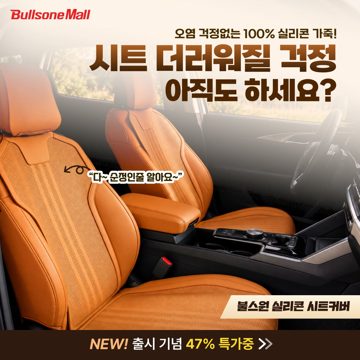 BullsoneMall
오염 걱정없는 100% 실리콘 가죽!
시트 더러워질 걱정
아직도 하세요?
"다~ 순정인줄 알아요~"
불스원 실리콘 시트커버
NEW! 출시 기념 47% 특가중 >>